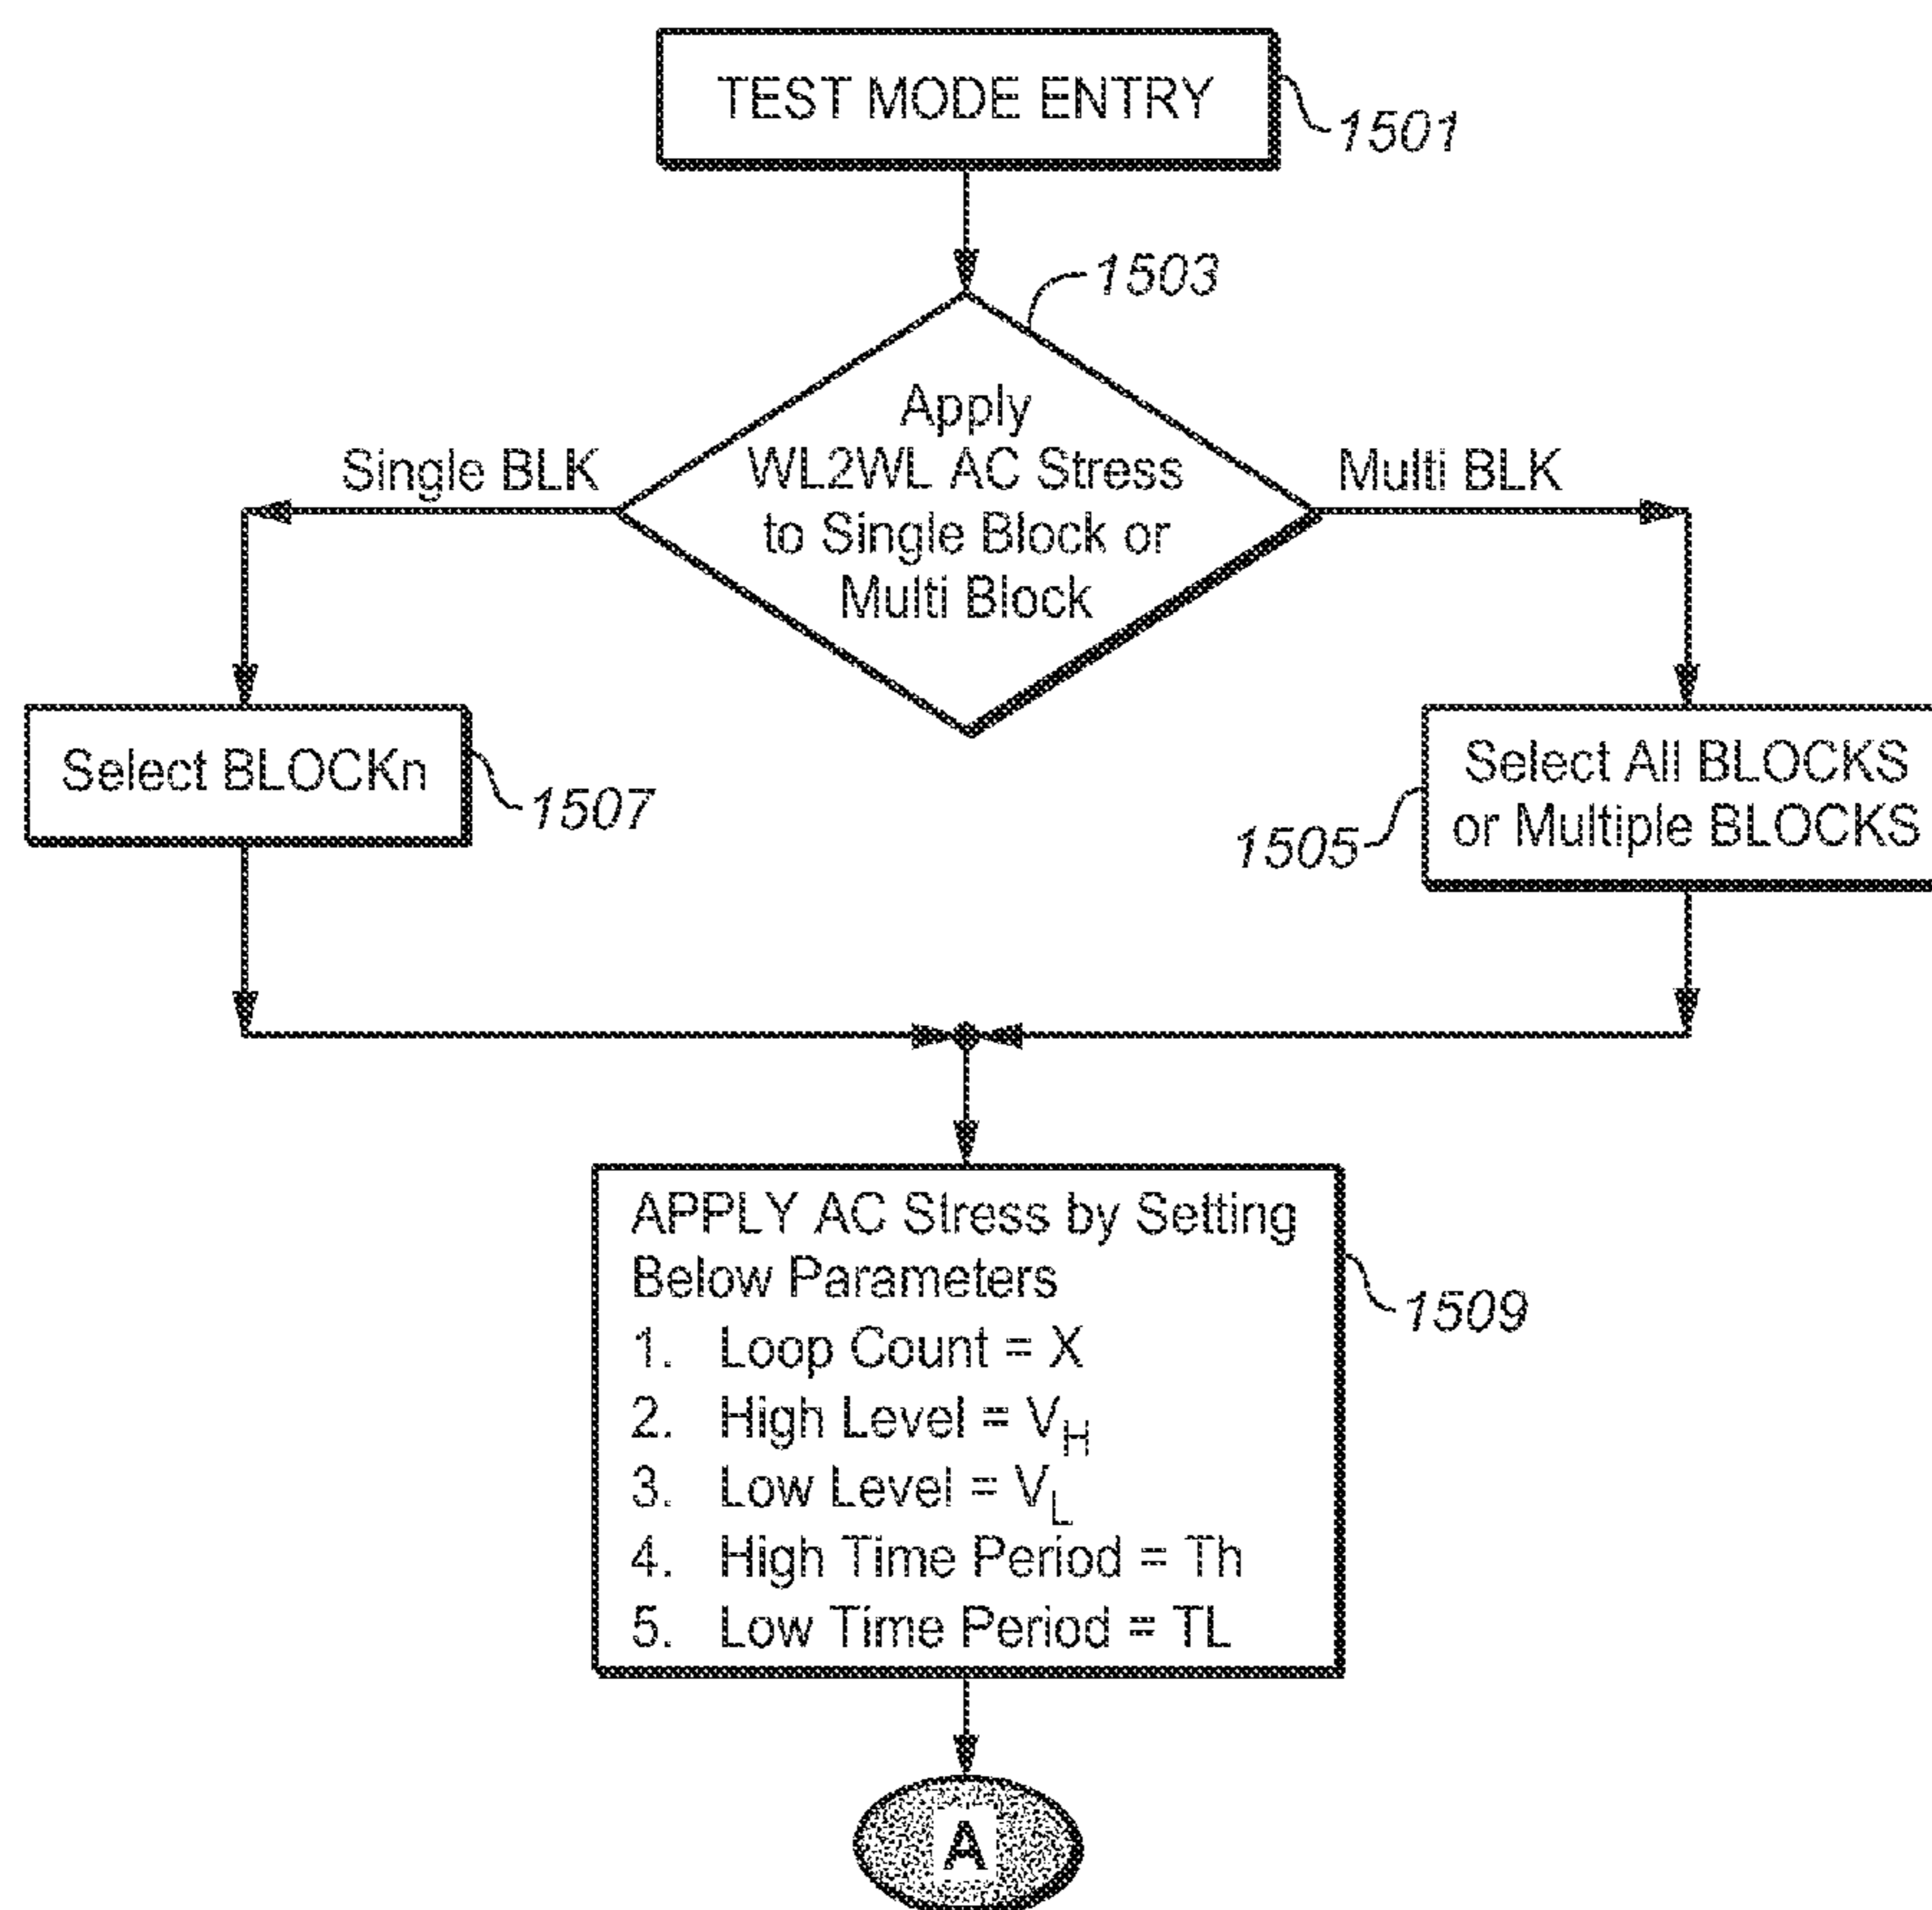 TEST MODE ENTRY
1501
1503
Apply
WL2WL AC Stress
to Single Block or
Multi Block
Single BLK
Multi BLK
Select BLOCKn
1507
Select All BLOCKS
or Multiple BLOCKS
1505
APPLY AC Stress by Setting
Below Parameters
1. Loop Count = X
2. High Level = V_H
3. Low Level = V_L
4. High Time Period = Th
5. Low Time Period = TL
1509
A